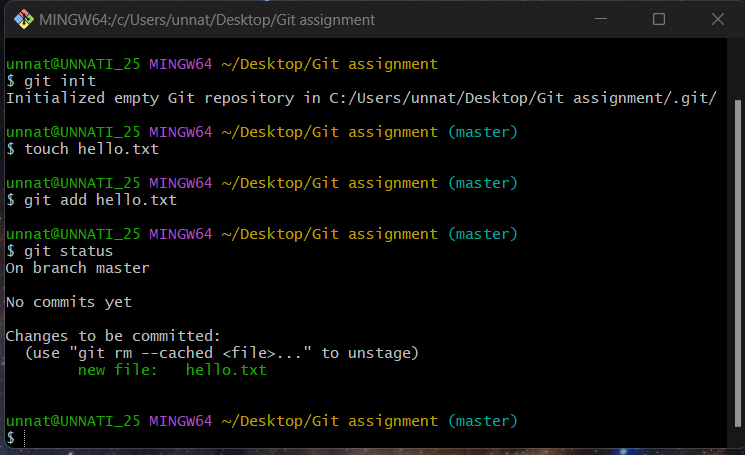 MINGW64:/c/Users/unnat/Desktop/Git assignment
unnat@UNNATI_25 MINGW64 ~/Desktop/Git assignment
$ git init
Initialized empty Git repository in C:/Users/unnat/Desktop/Git assignment/.git/
unnat@UNNATI_25 MINGW64 ~/Desktop/Git assignment (master)
$ touch hello.txt
unnat@UNNATI_25 MINGW64 ~/Desktop/Git assignment (master)
$ git add hello.txt
unnat@UNNATI_25 MINGW64 ~/Desktop/Git assignment (master)
$ git status
On branch master
No commits yet
Changes to be committed:
  (use "git rm --cached <file>..." to unstage)
        new file:   hello.txt
unnat@UNNATI_25 MINGW64 ~/Desktop/Git assignment (master)
$